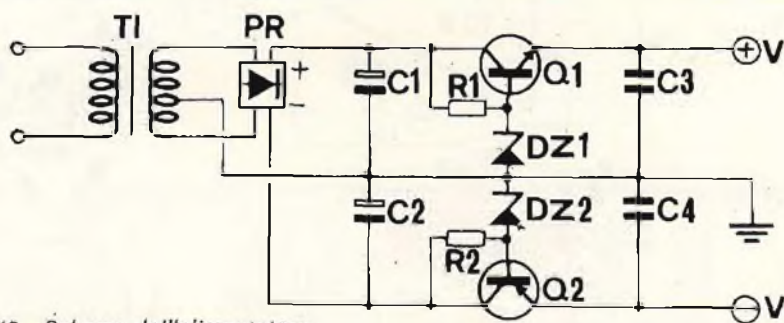 TI
PR
+
−
C1
R1
Q1
DZ1
C3
+ V
C2
DZ2
R2
Q2
C4
− V